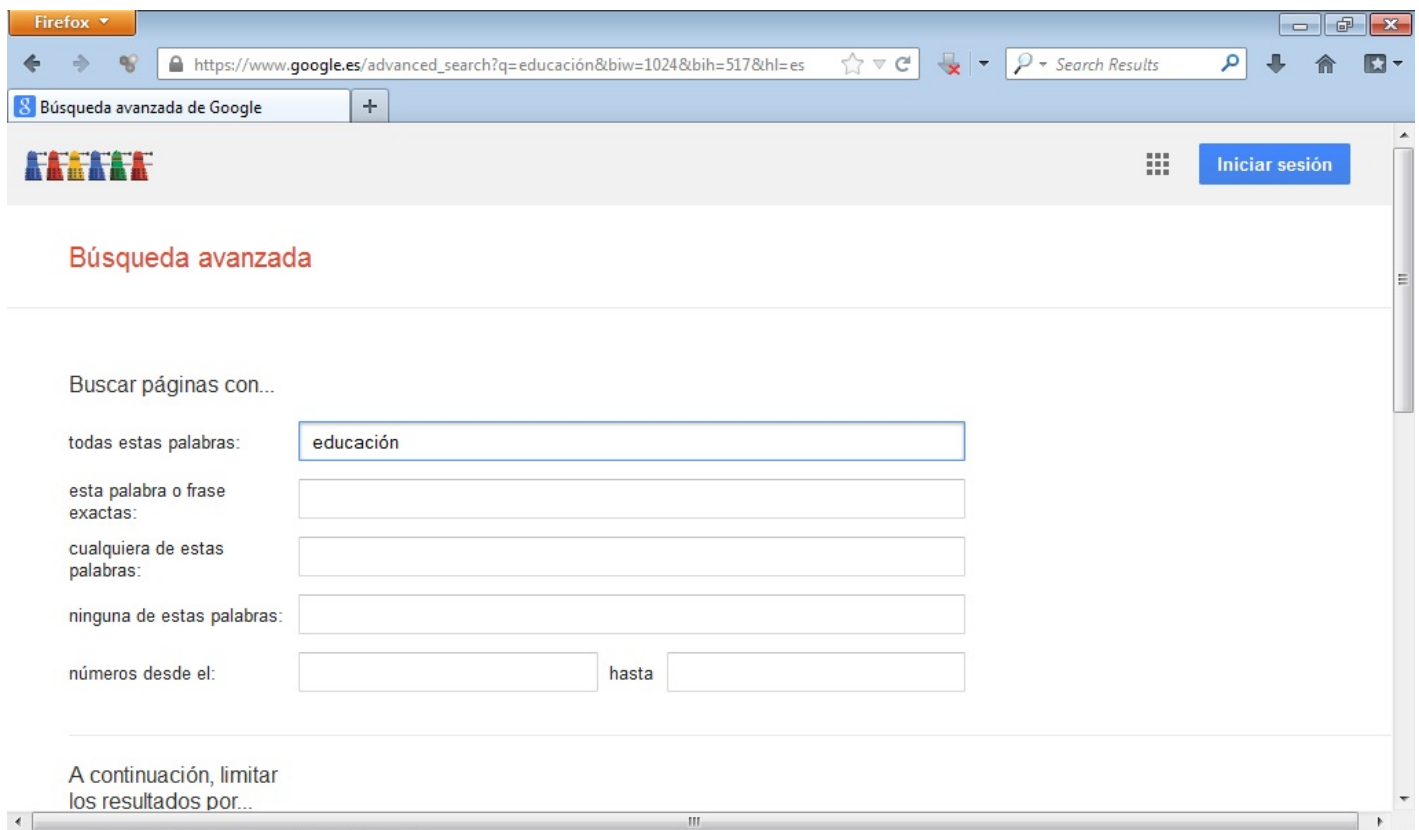 Firefox
https://www.google.es/advanced_search?q=educación&biw=1024&bih=517&hl=es
Search Results
8 Búsqueda avanzada de Google
+
Iniciar sesión
Búsqueda avanzada
Buscar páginas con...
todas estas palabras:
educación
esta palabra o frase
exactas:
cualquiera de estas
palabras:
ninguna de estas palabras:
números desde el:
hasta
A continuación, limitar
los resultados por...